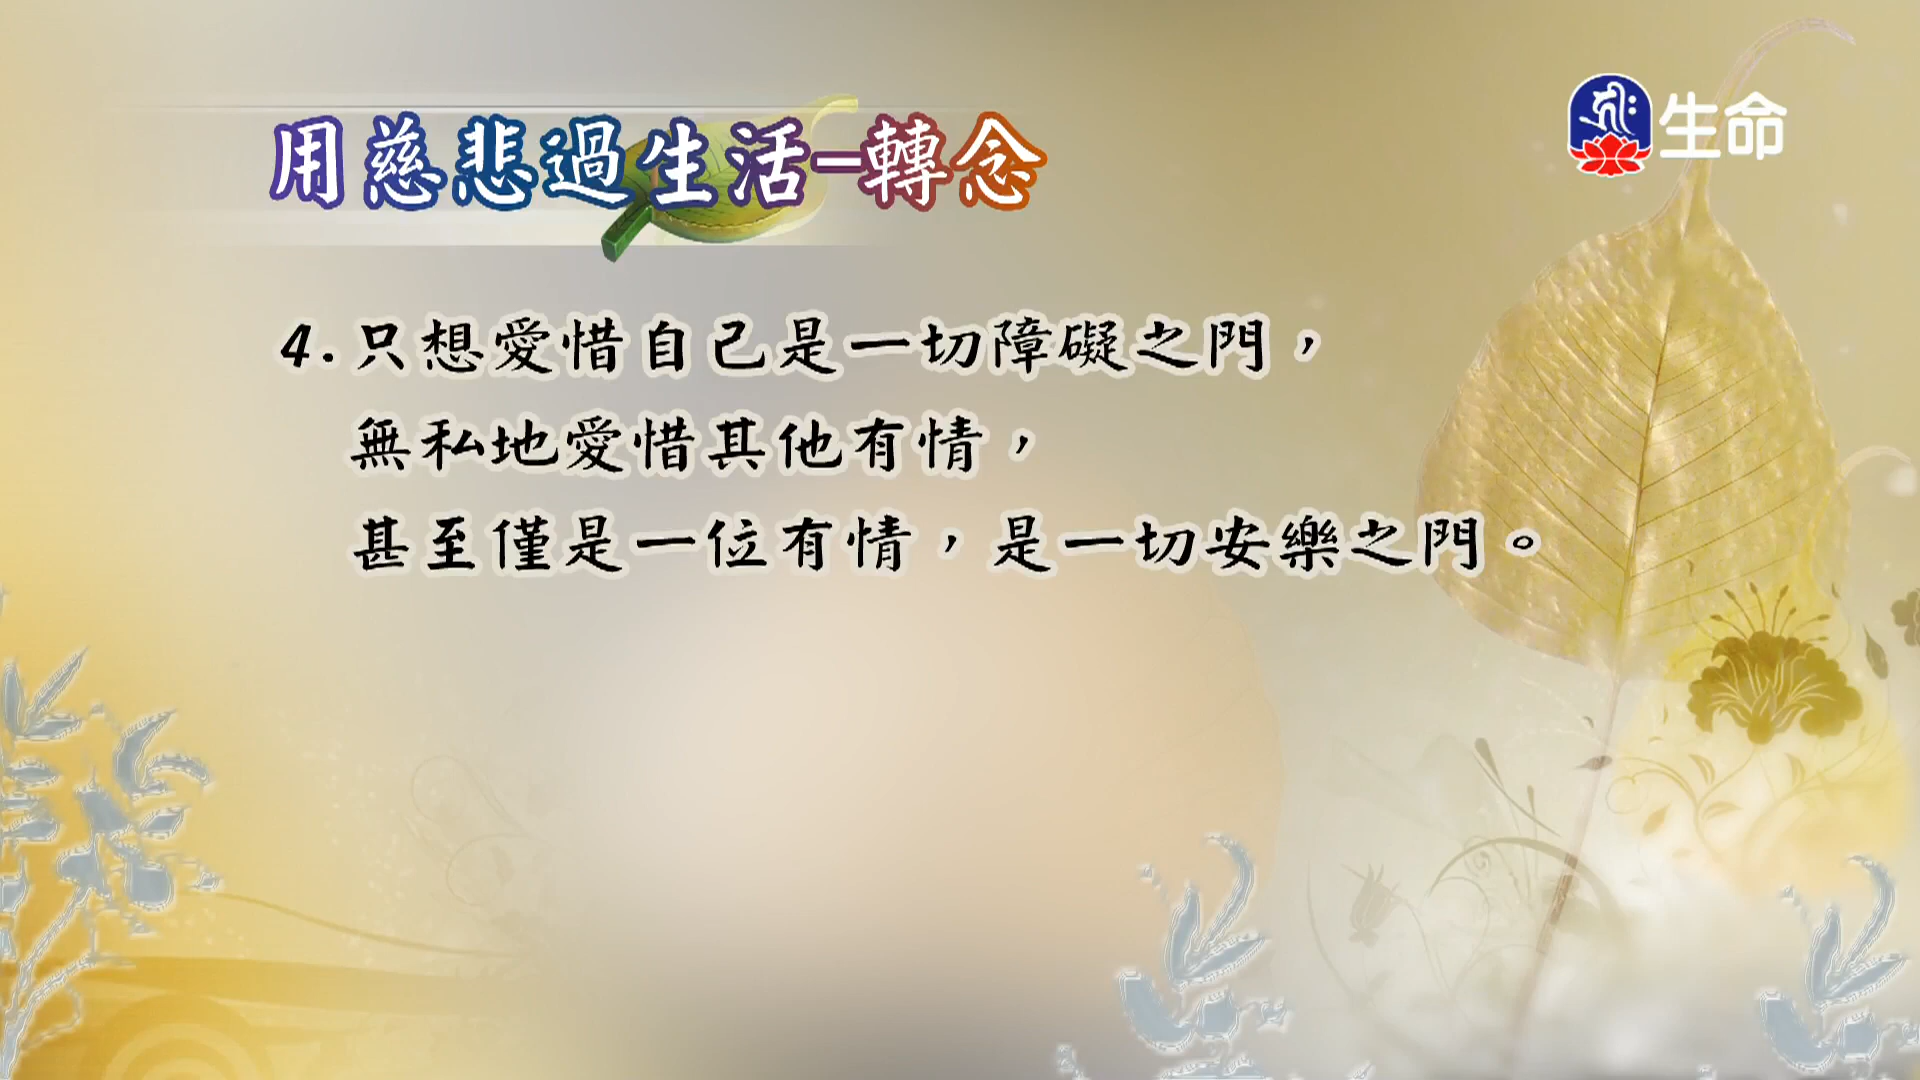 用慈悲過生活-轉念
生命
4.只想愛惜自己是一切障礙之門，
無私地愛惜其他有情，
甚至僅是一位有情，是一切安樂之門。